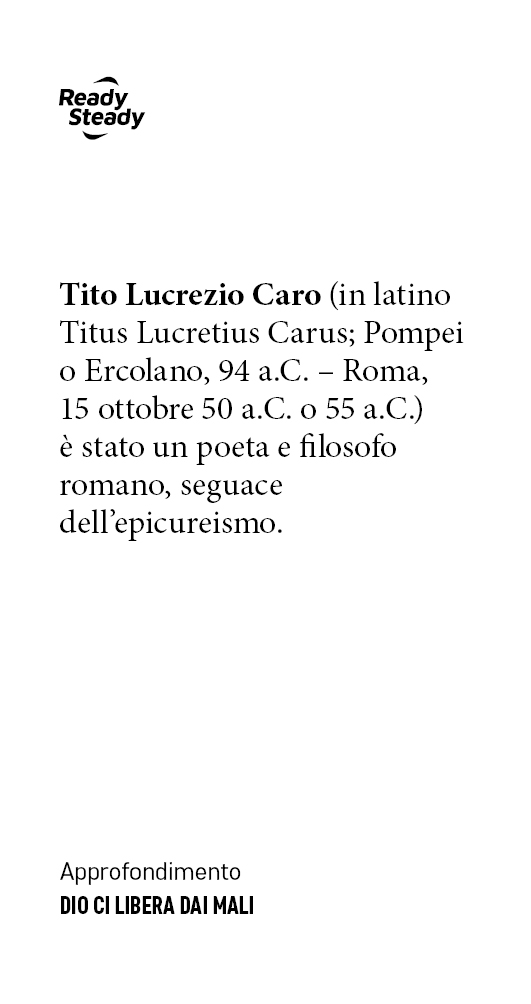 Ready
Steady
Tito Lucrezio Caro (in latino
Titus Lucretius Carus; Pompei
o Ercolano, 94 a.C. – Roma,
15 ottobre 50 a.C. o 55 a.C.)
è stato un poeta e filosofo
romano, seguace
dell’epicureismo.
Approfondimento
DIO CI LIBERA DAI MALI